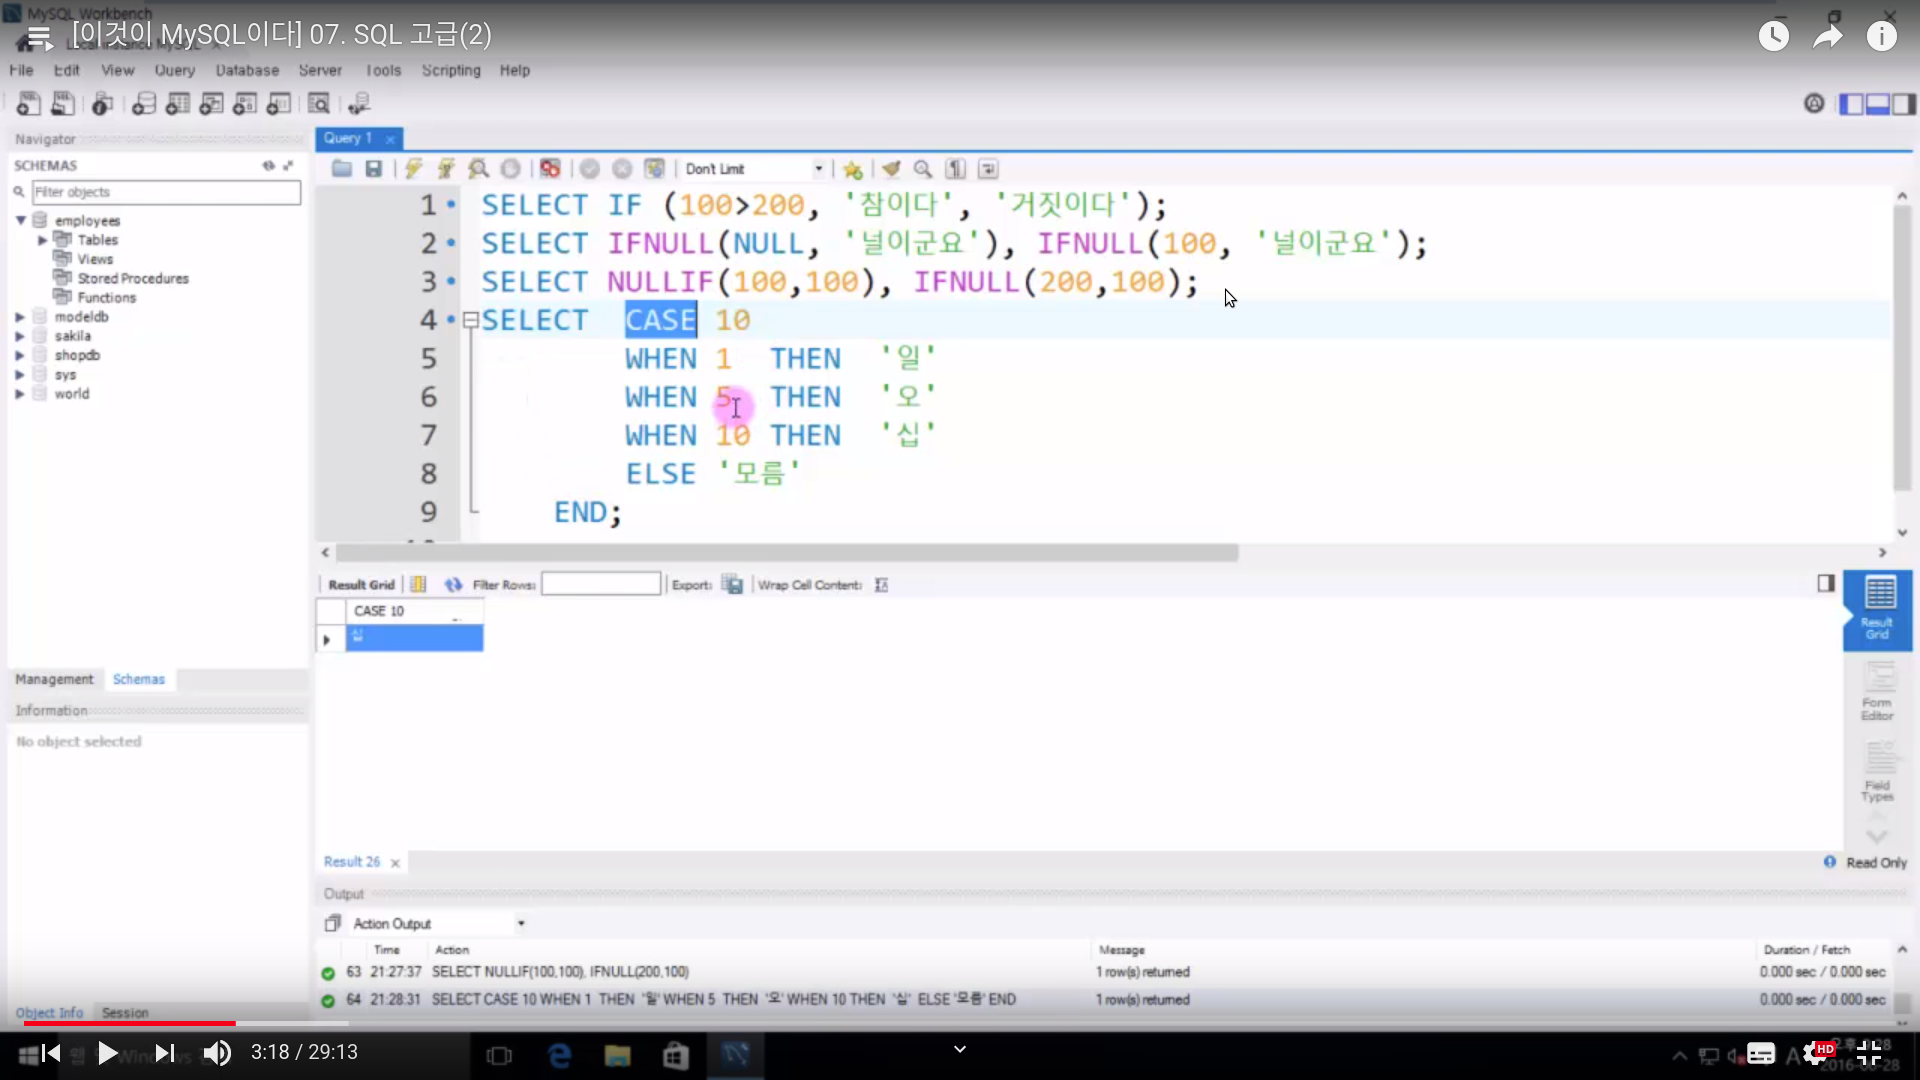 MySQL Workbench
[이것이 MySQL이다] 07. SQL 고급(2)
File Edit View Query Database Server Tools Scripting Help
Navigator
SCHEMAS
Filter objects
employees
Tables
Views
Stored Procedures
Functions
modeldb
sakila
shopdb
sys
world
Management Schemas
Information
No object selected
Object Info Session
Query 1
Don't Limit
1 SELECT IF (100>200, '참이다', '거짓이다');
2 SELECT IFNULL(NULL, '널이군요'), IFNULL(100, '널이군요');
3 SELECT NULLIF(100,100), IFNULL(200,100);
4 SELECT CASE 10
5 WHEN 1 THEN '일'
6 WHEN 5 THEN '오'
7 WHEN 10 THEN '십'
8 ELSE '모름'
9 END;
Result Grid Filter Rows: Export: Wrap Cell Content:
CASE 10
십
Result Grid
Form Editor
Field Types
Result 26
Read Only
Output
Action Output
Time Action Message Duration / Fetch
63 21:27:37 SELECT NULLIF(100,100), IFNULL(200,100) 1 row(s) returned 0.000 sec / 0.000 sec
64 21:28:31 SELECT CASE 10 WHEN 1 THEN '일' WHEN 5 THEN '오' WHEN 10 THEN '십' ELSE '모름' END 1 row(s) returned 0.000 sec / 0.000 sec
3:18 / 29:13
HD